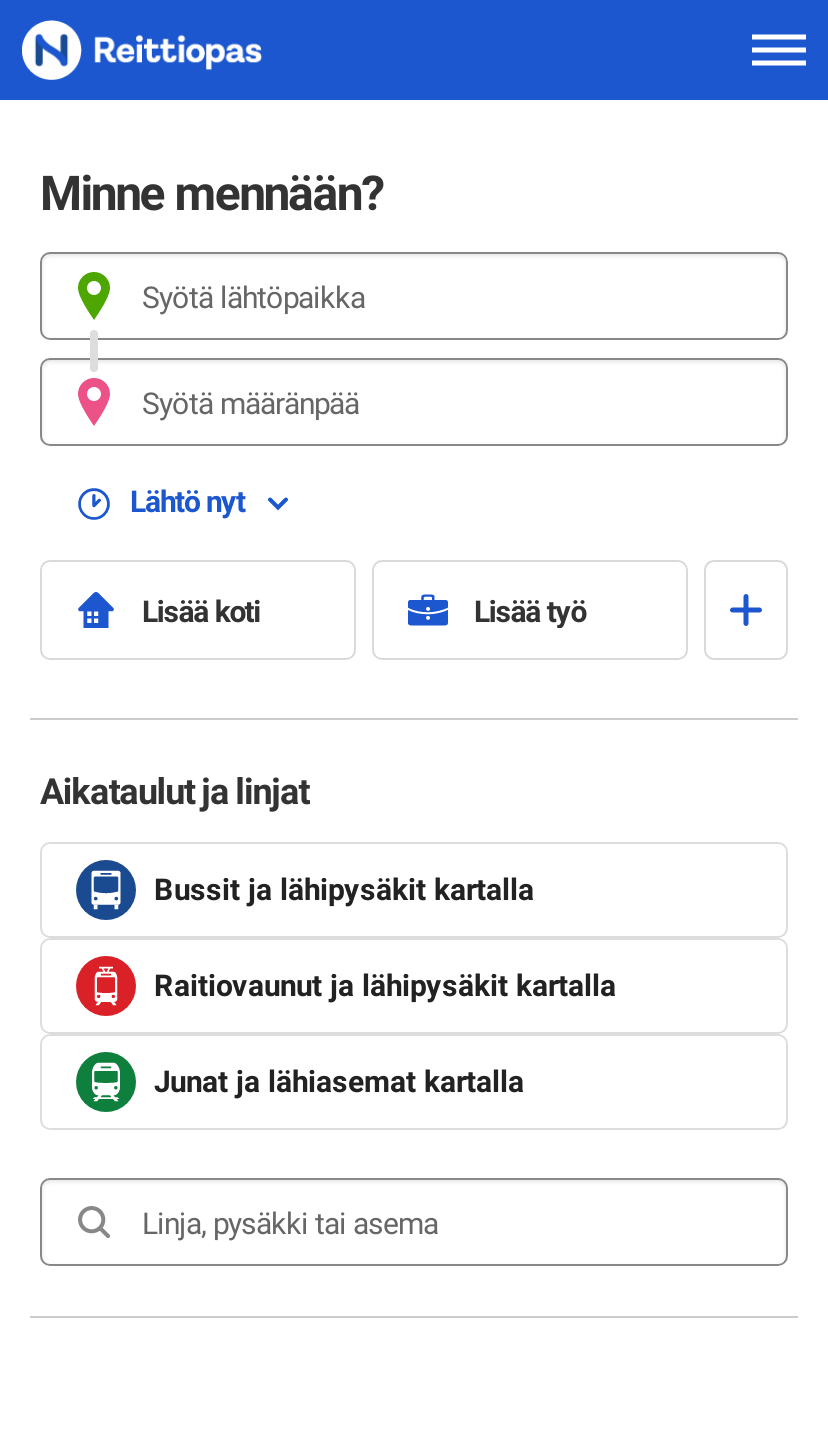 N Reittiopas
Minne mennään?
Syötä lähtöpaikka
Syötä määränpää
Lähtö nyt
Lisää koti
Lisää työ
Aikataulut ja linjat
Bussit ja lähipysäkit kartalla
Raitiovaunut ja lähipysäkit kartalla
Junat ja lähiasemat kartalla
Linja, pysäkki tai asema